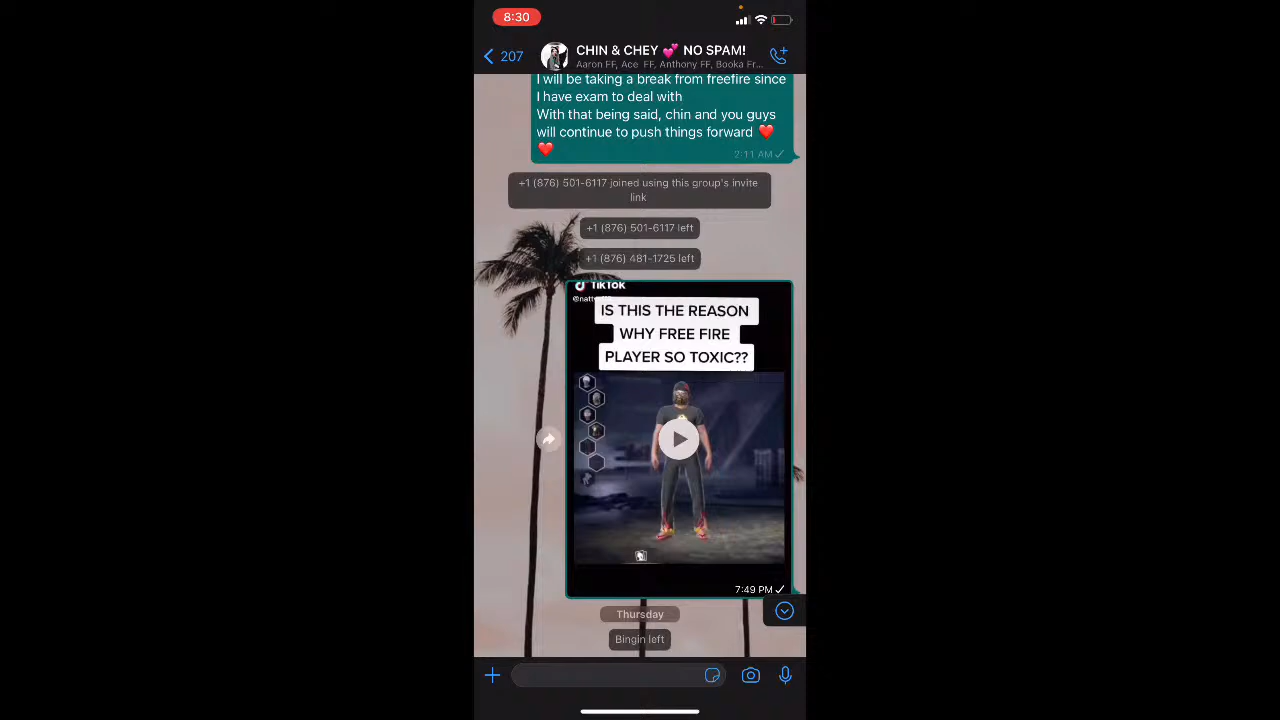 8:30
207
CHIN & CHEY 💕 NO SPAM!
Aaron FF, Ace FF, Anthony FF, Booka Fr...
I will be taking a break from freefire since
I have exam to deal with
With that being said, chin and you guys
will continue to push things forward ❤️
❤️
2:11 AM ✓
+1 (876) 501-6117 joined using this group's invite
link
+1 (876) 501-6117 left
+1 (876) 481-1725 left
TikTok
IS THIS THE REASON
WHY FREE FIRE
PLAYER SO TOXIC??
7:49 PM ✓
Thursday
Bingin left